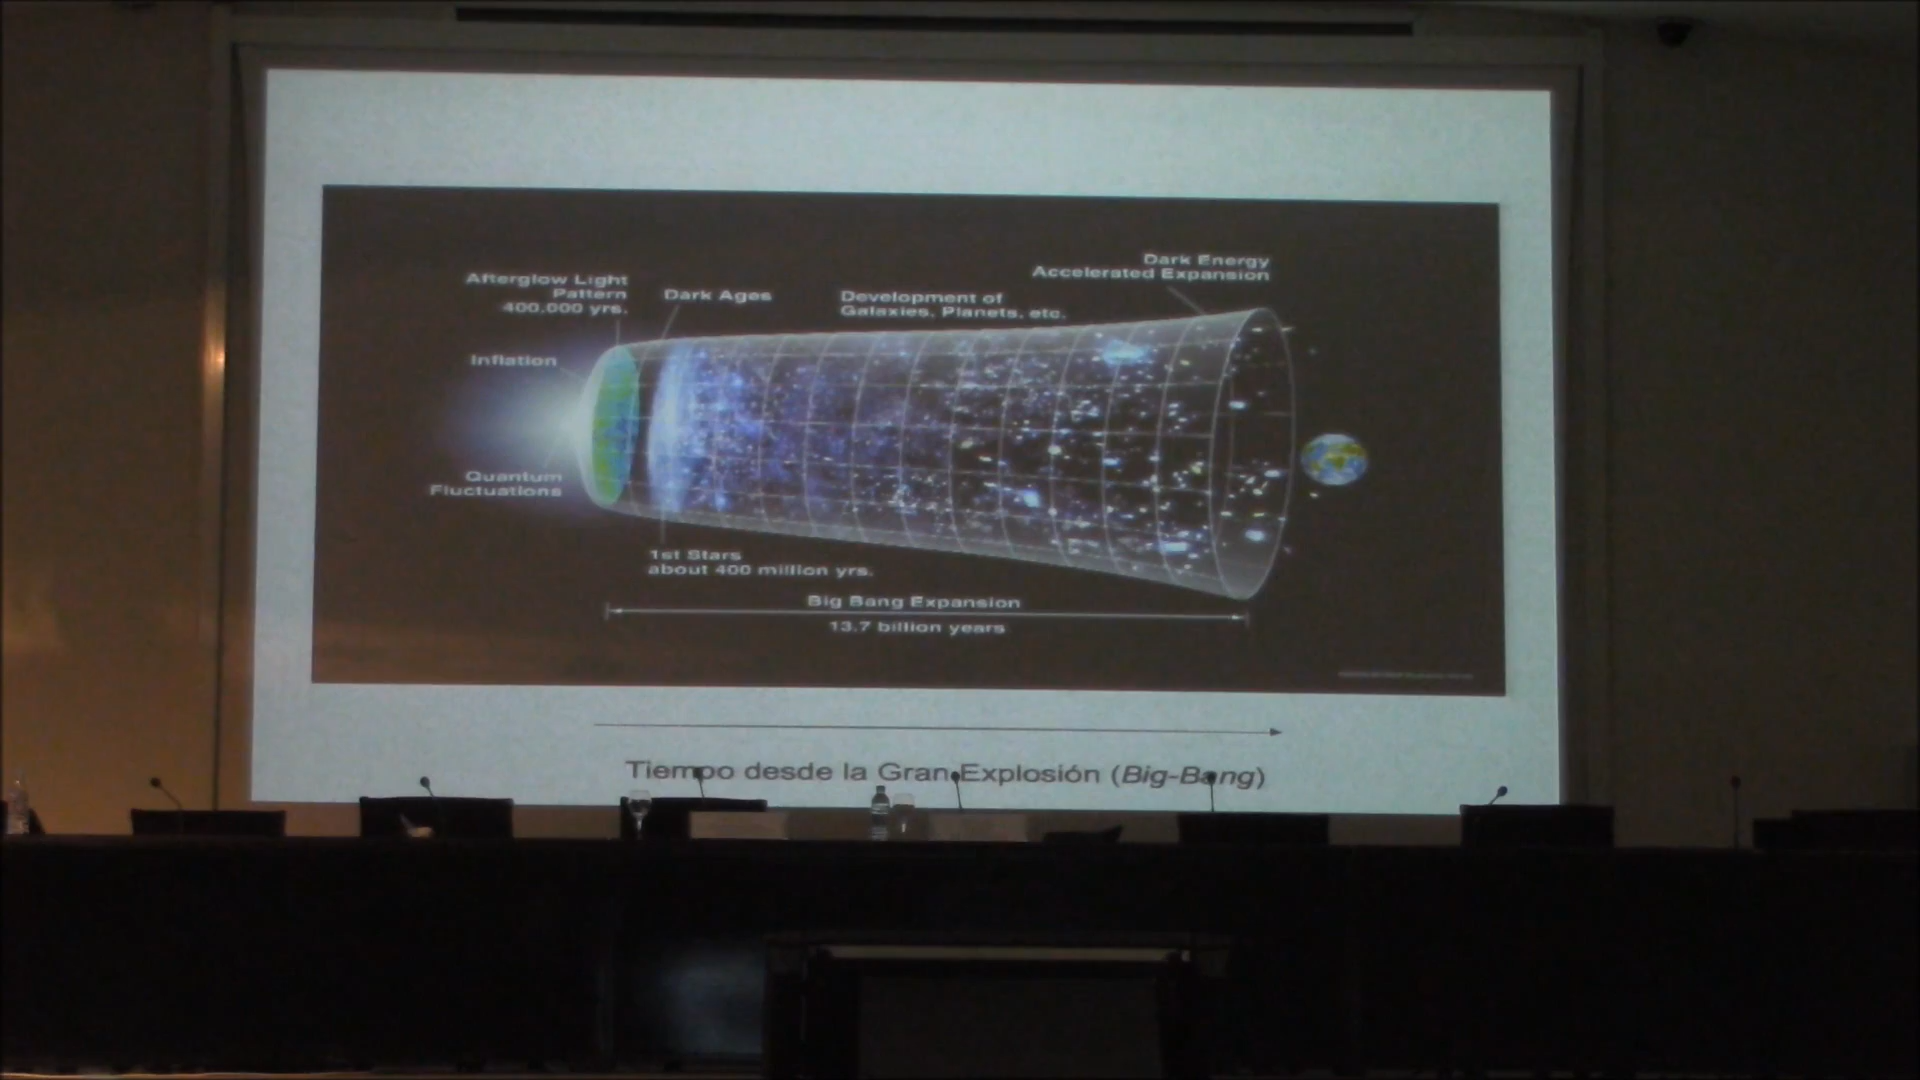 Dark Energy
Accelerated Expansion
Afterglow Light
Pattern
400,000 yrs.
Dark Ages
Development of
Galaxies, Planets, etc.
Inflation
Quantum
Fluctuations
1st Stars
about 400 million yrs.
Big Bang Expansion
13.7 billion years
Tiempo desde la Gran Explosión (Big-Bang)